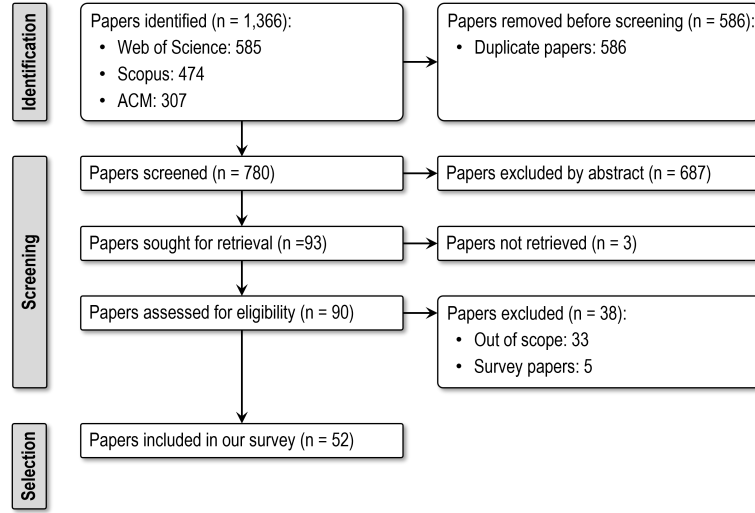 Identification
Papers identified (n = 1,366):
• Web of Science: 585
• Scopus: 474
• ACM: 307
Papers removed before screening (n = 586):
• Duplicate papers: 586
Screening
Papers screened (n = 780)
Papers excluded by abstract (n = 687)
Papers sought for retrieval (n =93)
Papers not retrieved (n = 3)
Papers assessed for eligibility (n = 90)
Papers excluded (n = 38):
• Out of scope: 33
• Survey papers: 5
Selection
Papers included in our survey (n = 52)